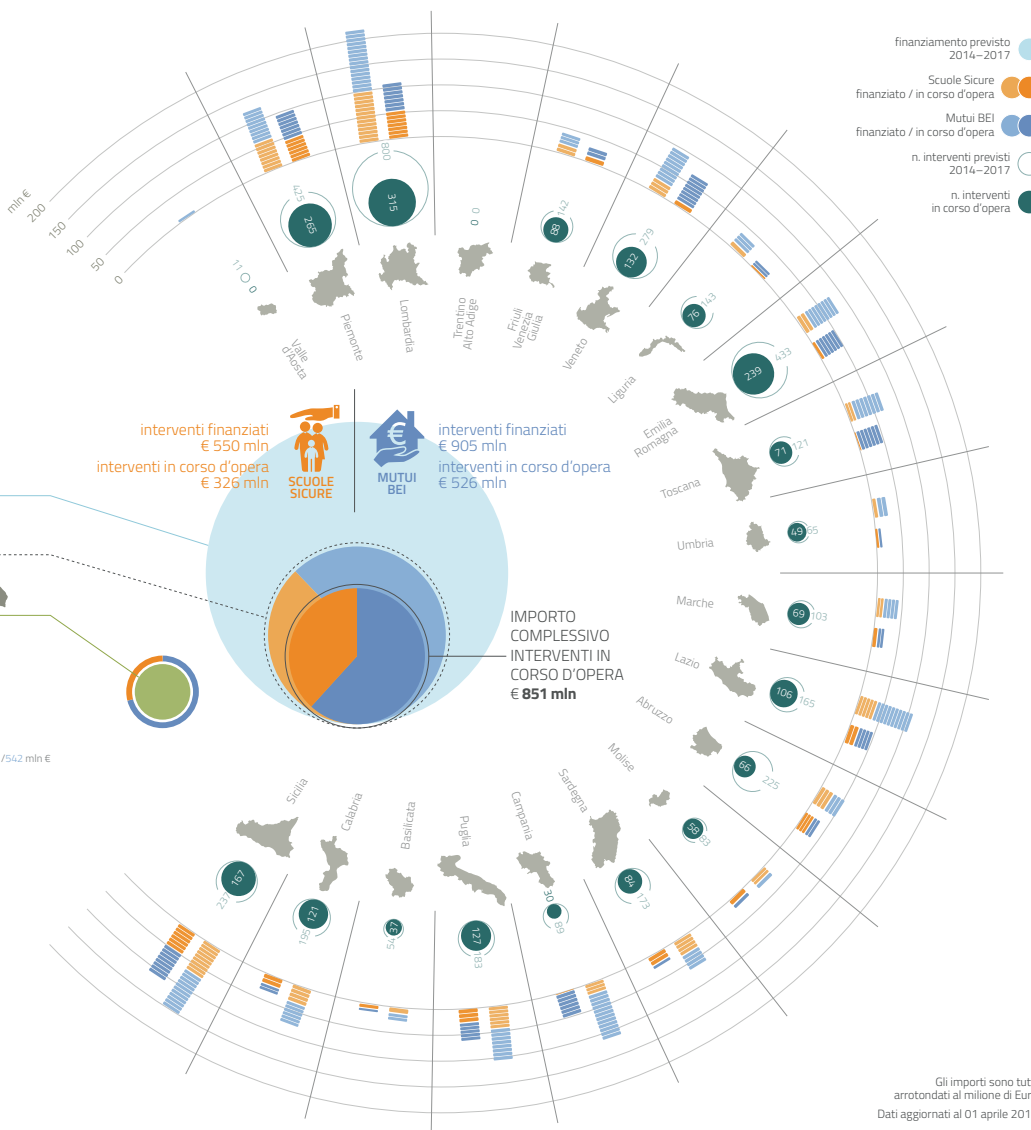 finanziamento previsto
2014–2017
Scuole Sicure
finanziato / in corso d'opera
Mutui BEI
finanziato / in corso d'opera
n. interventi previsti
2014–2017
n. interventi
in corso d'opera
mln €
200
150
100
50
0
11
0
Valle
d'Aosta
425
265
Piemonte
800
315
Lombardia
0
0
Trentino
Alto Adige
142
88
Friuli
Venezia
Giulia
279
132
Veneto
143
76
Liguria
433
239
Emilia
Romagna
121
71
Toscana
49
65
Umbria
69
103
Marche
106
165
Lazio
66
225
Abruzzo
58
83
Molise
84
173
Sardegna
30
89
Campania
127
183
Puglia
37
54
Basilicata
121
195
Calabria
167
Sicilia
interventi finanziati
€ 550 mln
interventi in corso d'opera
€ 326 mln
SCUOLE
SICURE
€
MUTUI
BEI
interventi finanziati
€ 905 mln
interventi in corso d'opera
€ 526 mln
IMPORTO
COMPLESSIVO
INTERVENTI IN
CORSO D'OPERA
€ 851 mln
/542 mln €
Gli importi sono tut
arrotondati al milione di Eur
Dati aggiornati al 01 aprile 201